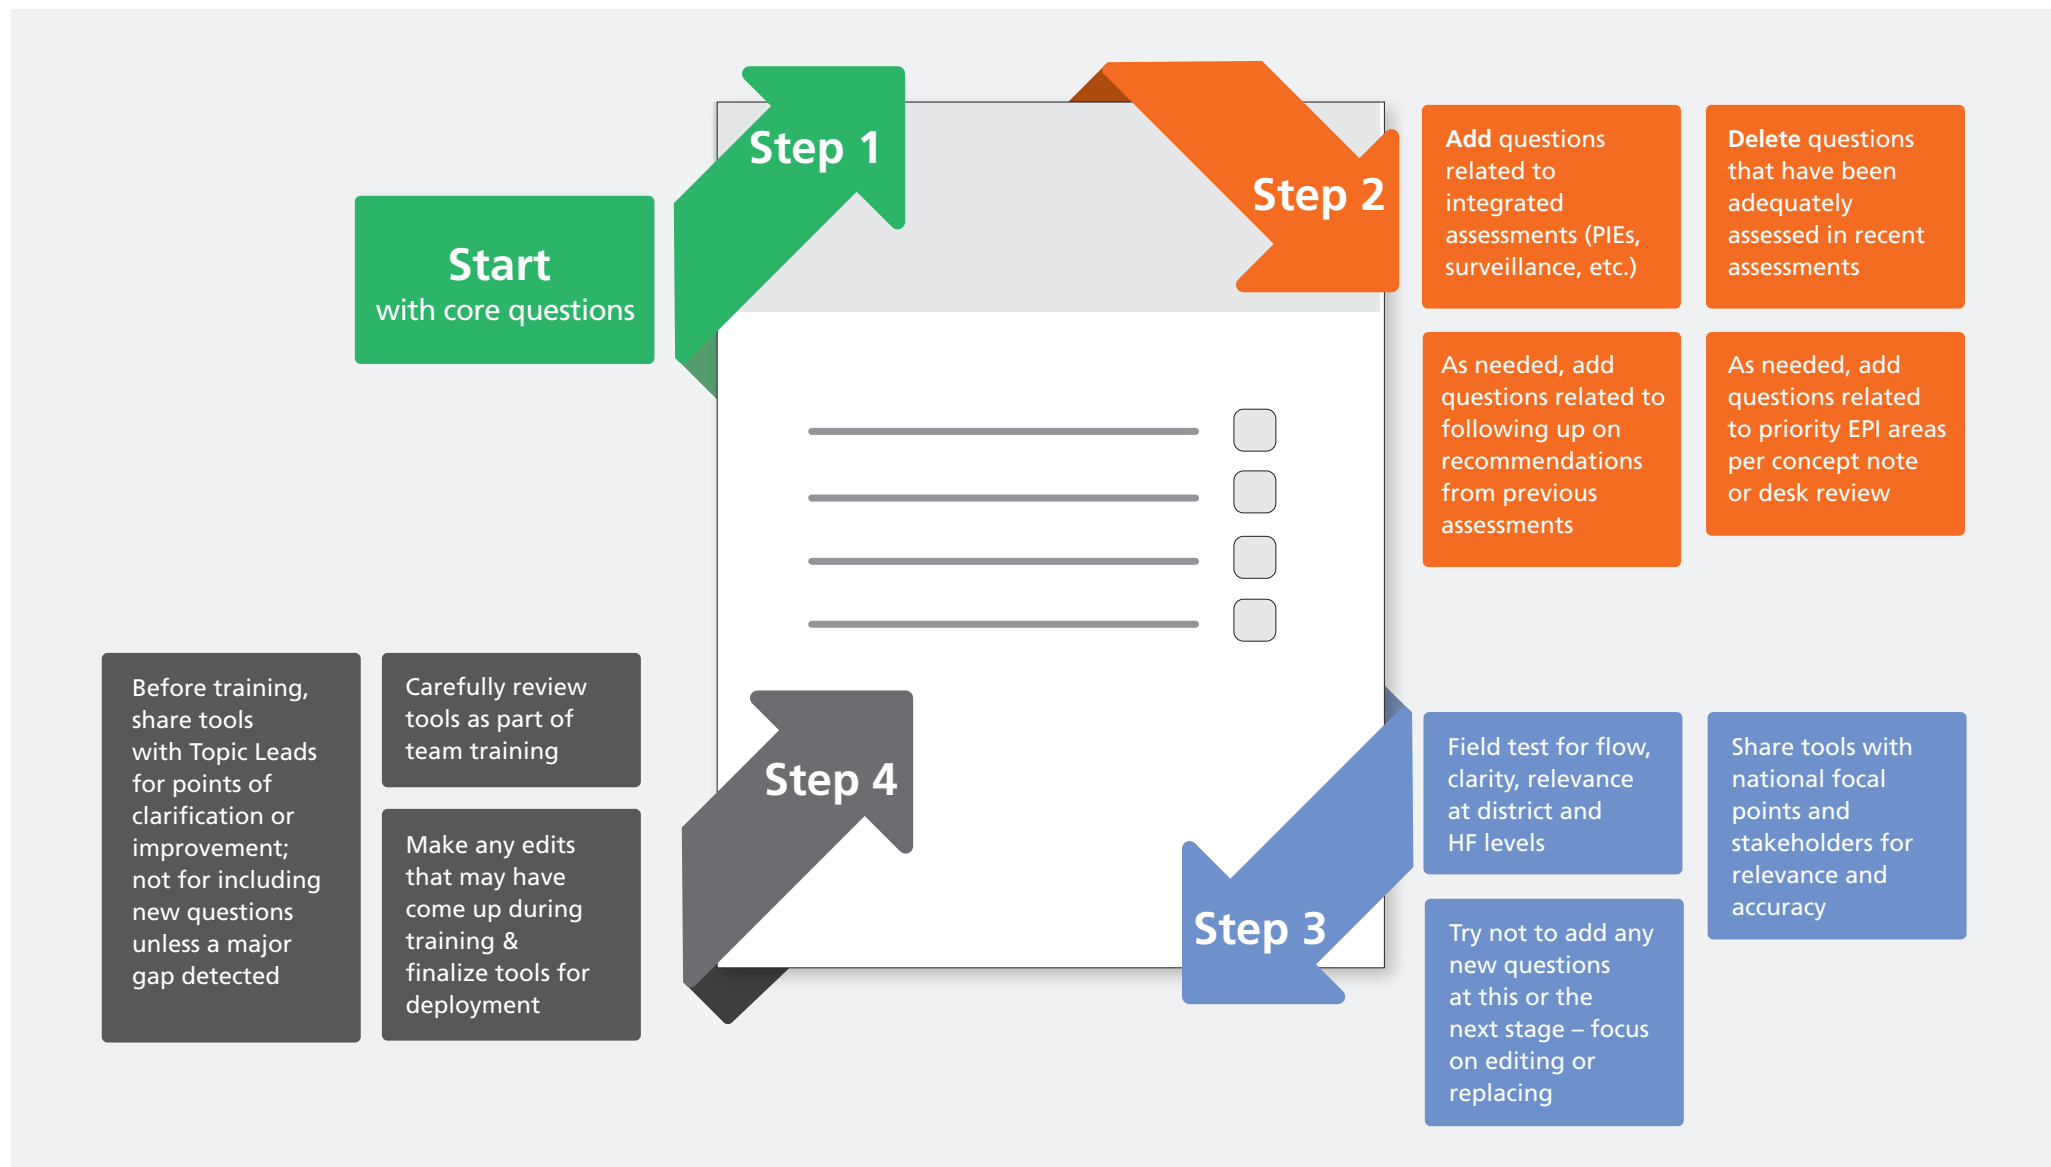 Step 1
Start
with core questions
Step 2
Add questions
related to
integrated
assessments (PIEs,
surveillance, etc.)
Delete questions
that have been
adequately
assessed in recent
assessments
As needed, add
questions related to
following up on
recommendations
from previous
assessments
As needed, add
questions related
to priority EPI areas
per concept note
or desk review
Step 3
Field test for flow,
clarity, relevance
at district and
HF levels
Share tools with
national focal
points and
stakeholders for
relevance and
accuracy
Try not to add any
new questions
at this or the
next stage – focus
on editing or
replacing
Step 4
Before training,
share tools
with Topic Leads
for points of
clarification or
improvement;
not for including
new questions
unless a major
gap detected
Carefully review
tools as part of
team training
Make any edits
that may have
come up during
training &
finalize tools for
deployment